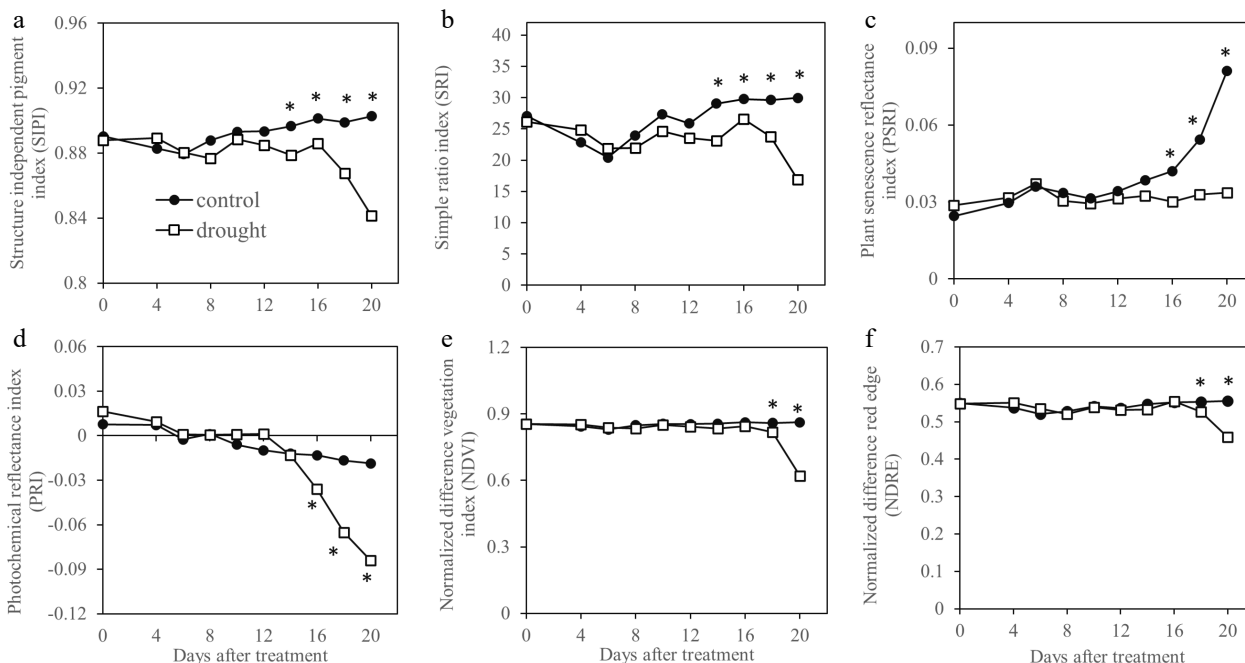 a
Structure independent pigment
index (SIPI)
0.96
0.92
0.88
0.84
0.8
* * * *
control
drought
0 4 8 12 16 20
b
Simple ratio index (SRI)
40
35
30
25
20
15
10
5
0
* * * *
0 4 8 12 16 20
c
Plant senescence reflectance
index (PSRI)
0.09
0.06
0.03
0
* * *
0 4 8 12 16 20
d
Photochemical reflectance index
(PRI)
0.06
0.03
0
-0.03
-0.06
-0.09
-0.12
* * *
0 4 8 12 16 20
Days after treatment
e
Normalized difference vegetation
index (NDVI)
1.2
0.9
0.6
0.3
0
* *
0 4 8 12 16 20
Days after treatment
f
Normalized difference red edge
(NDRE)
0.7
0.6
0.5
0.4
0.3
0.2
0.1
0
* *
0 4 8 12 16 20
Days after treatment